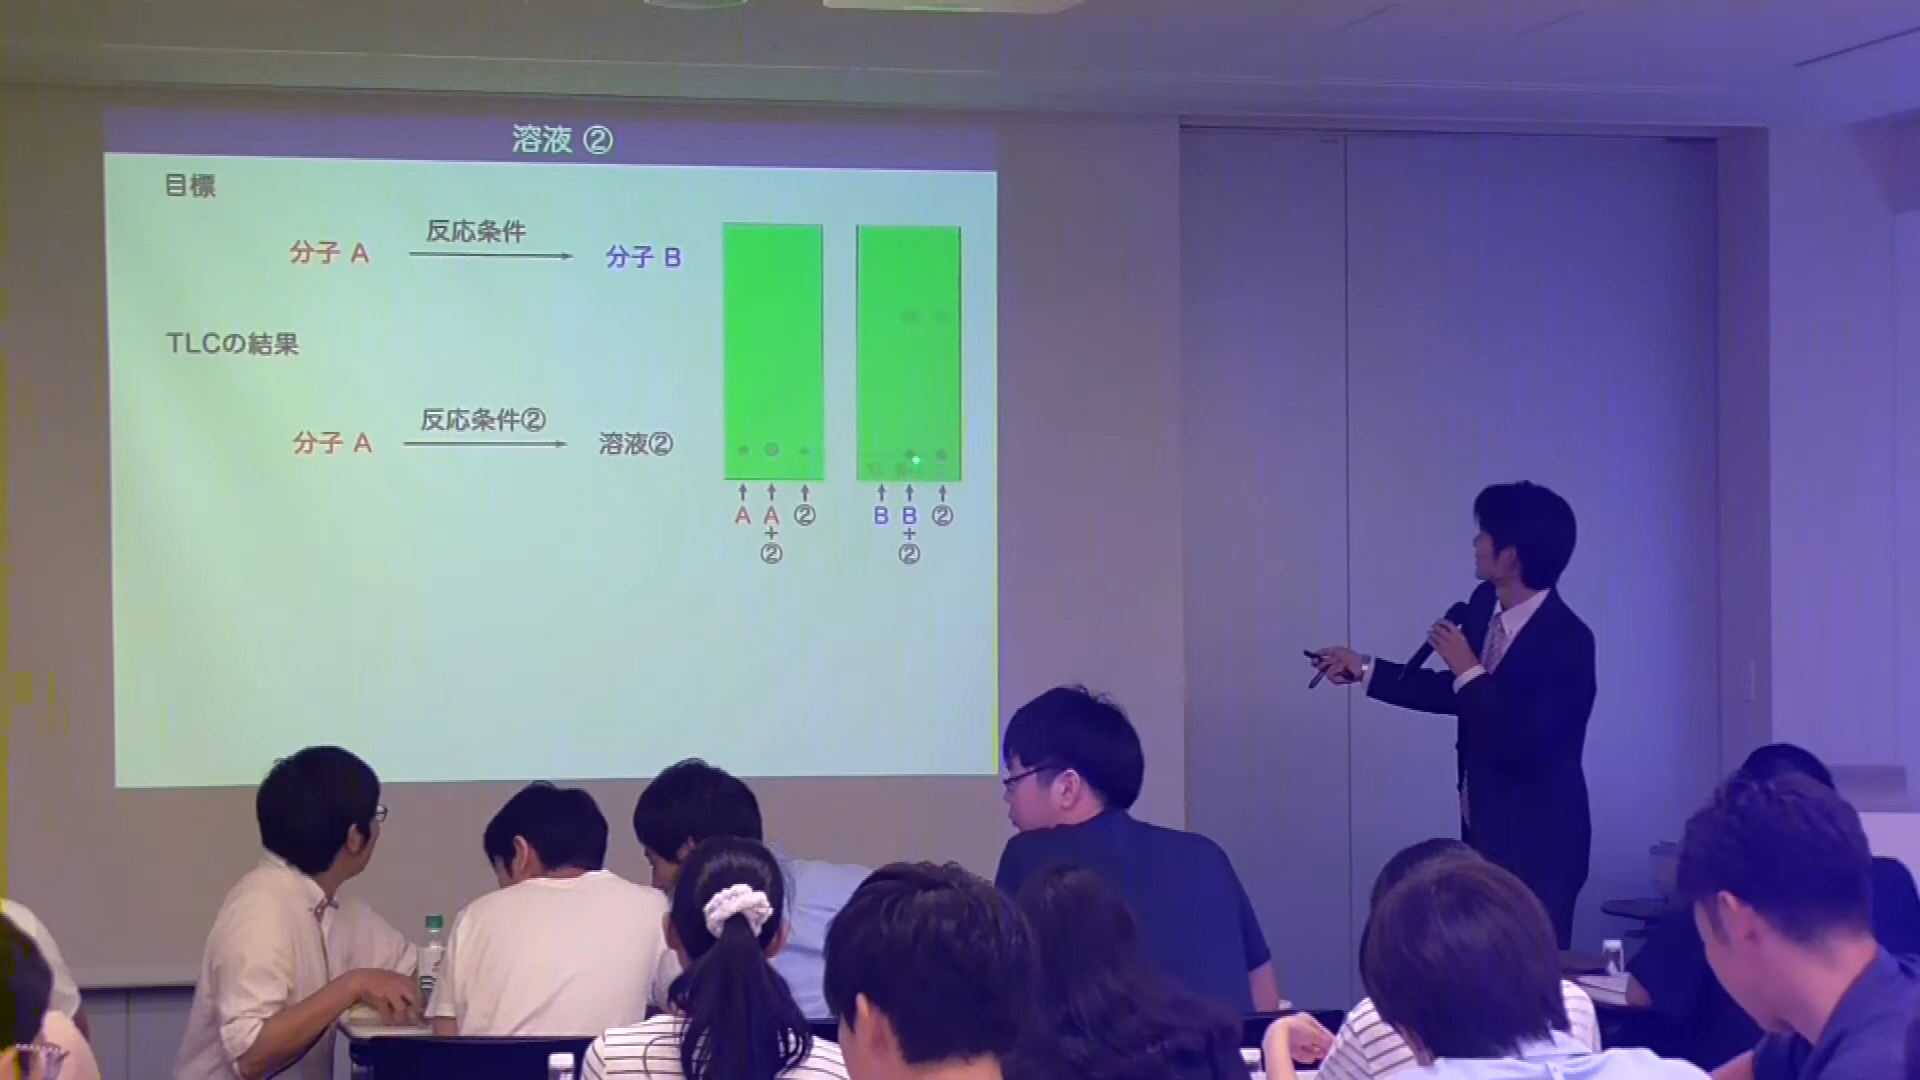 溶液 ②
目標
分子 A
反応条件
分子 B
TLCの結果
分子 A
反応条件②
溶液②
A A ②
+
②
B B ②
+
②